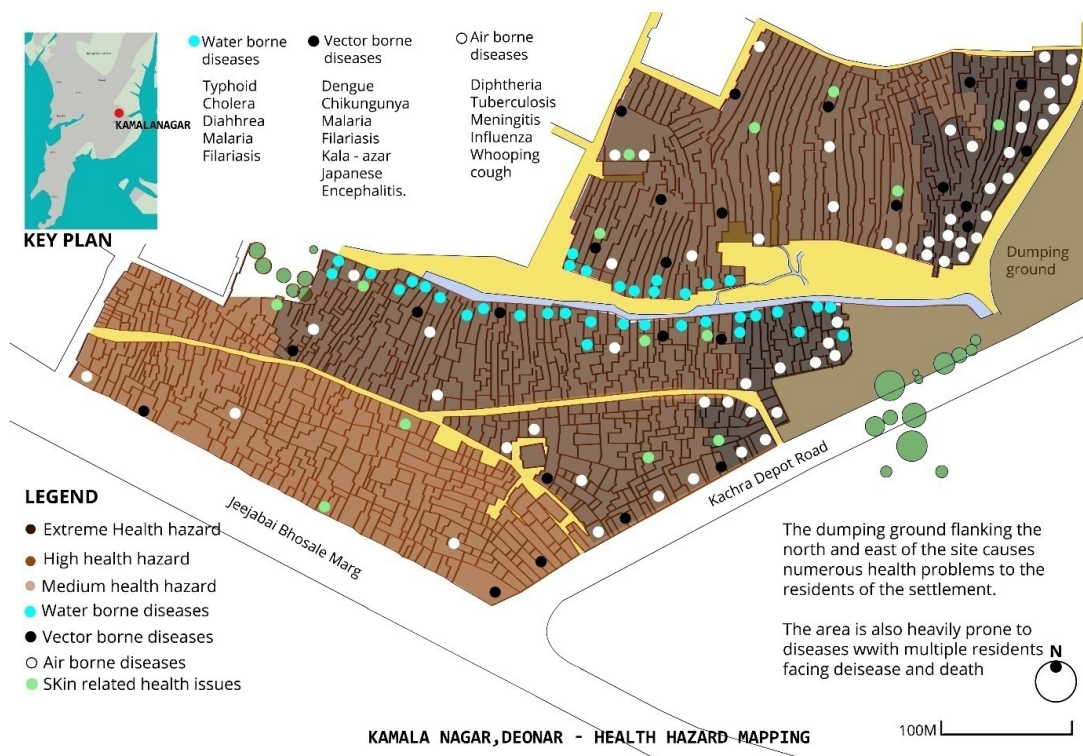 KAMALANAGAR
KEY PLAN
Water borne
diseases
Typhoid
Cholera
Diahhrea
Malaria
Filariasis
Vector borne
diseases
Dengue
Chikungunya
Malaria
Filariasis
Kala - azar
Japanese
Encephalitis.
Air borne
diseases
Diphtheria
Tuberculosis
Meningitis
Influenza
Whooping
cough
Dumping
ground
Kachra Depot Road
Jeejabai Bhosale Marg
LEGEND
Extreme Health hazard
High health hazard
Medium health hazard
Water borne diseases
Vector borne diseases
Air borne diseases
SKin related health issues
The dumping ground flanking the
north and east of the site causes
numerous health problems to the
residents of the settlement.
The area is also heavily prone to
diseases wwith multiple residents
facing deisease and death
N
100M
KAMALA NAGAR,DEONAR - HEALTH HAZARD MAPPING